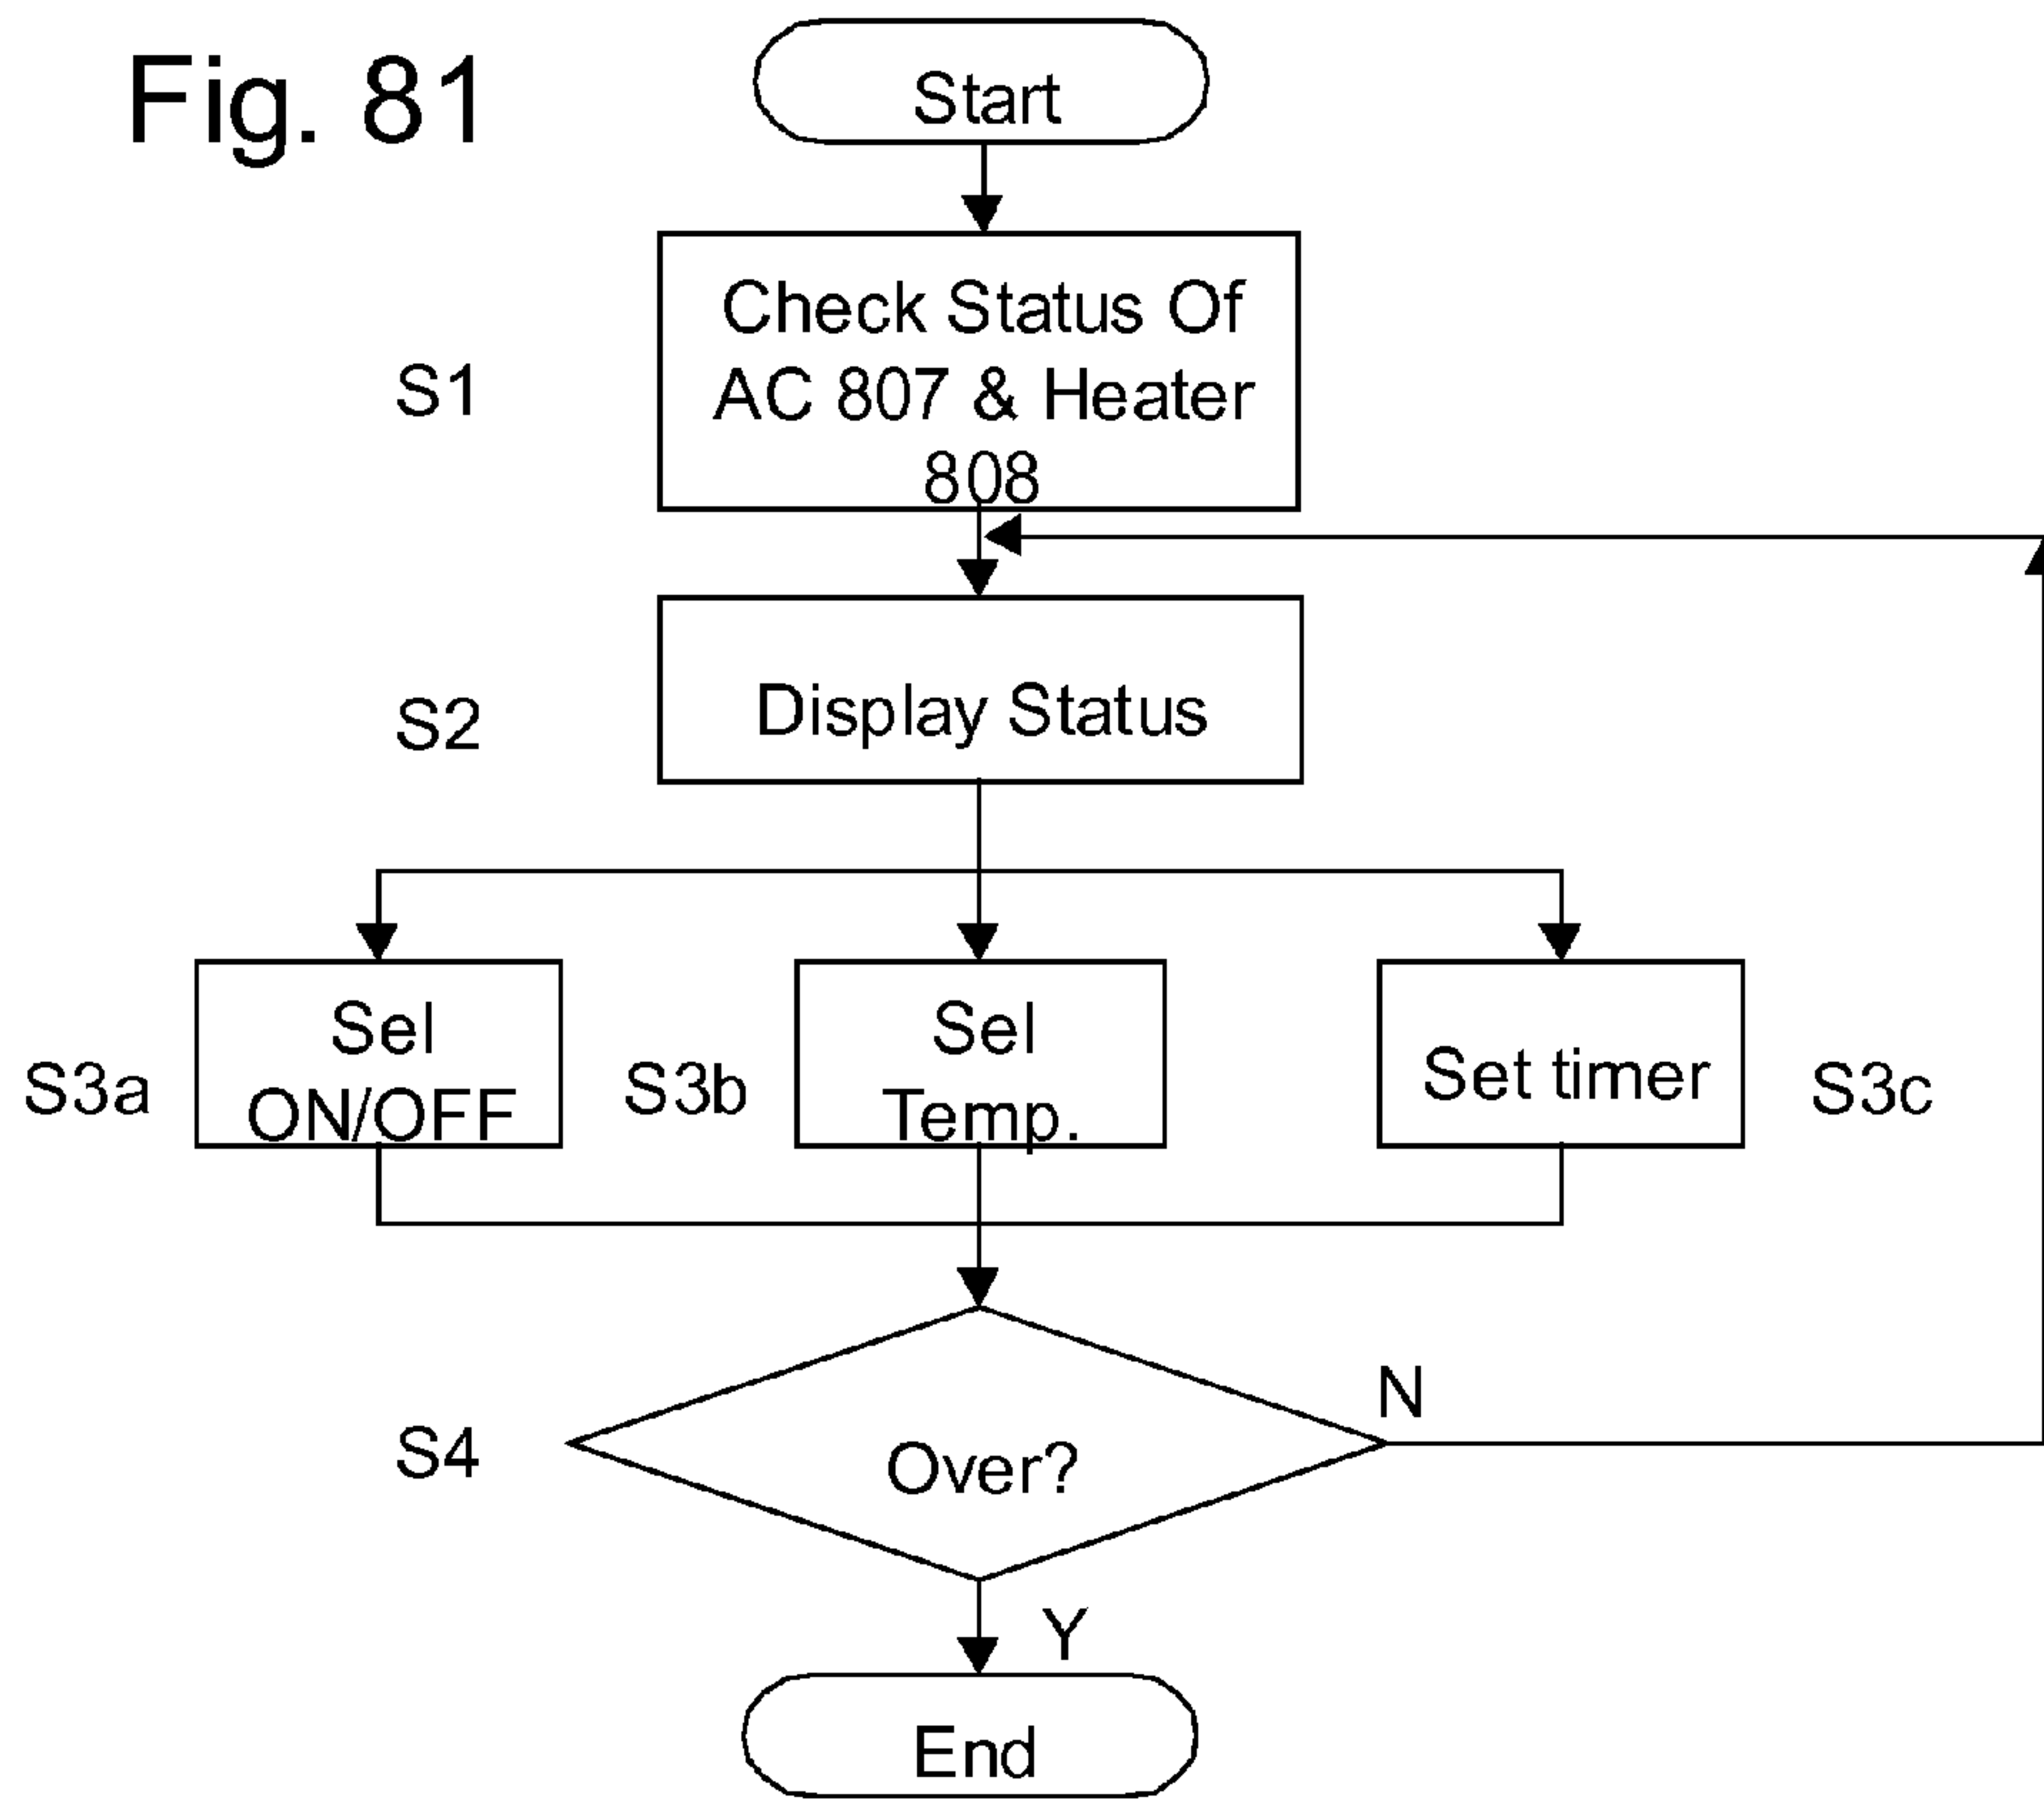 Fig. 81
Start
S1
Check Status Of
AC 807 & Heater
808
S2
Display Status
S3a
Sel
ON/OFF
S3b
Sel
Temp.
Set timer
S3c
S4
Over?
N
Y
End